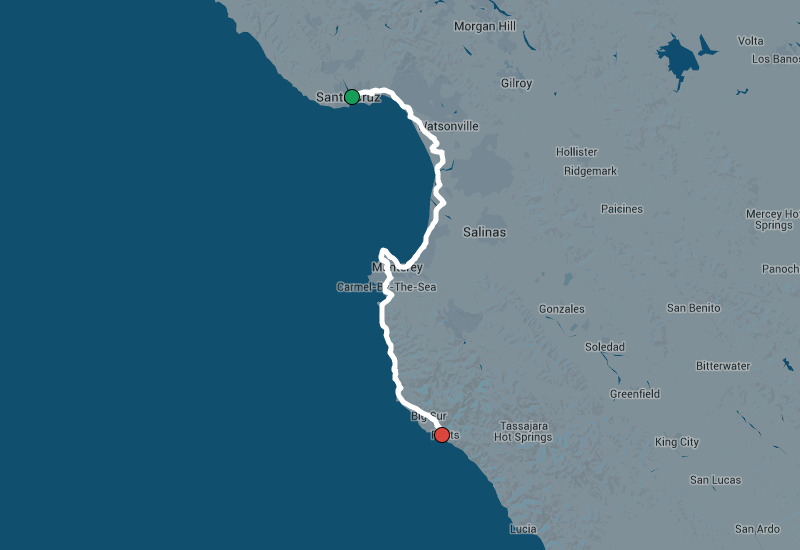 Morgan Hill
Volta
Los Banos
Gilroy
Santa Cruz
Watsonville
Hollister
Ridgemark
Paicines
Mercey Hot
Springs
Salinas
Monterey
Panoch
Carmel-By-The-Sea
Gonzales
San Benito
Soledad
Bitterwater
Greenfield
Big Sur
Tassajara
Hot Springs
King City
San Lucas
Lucia
San Ardo